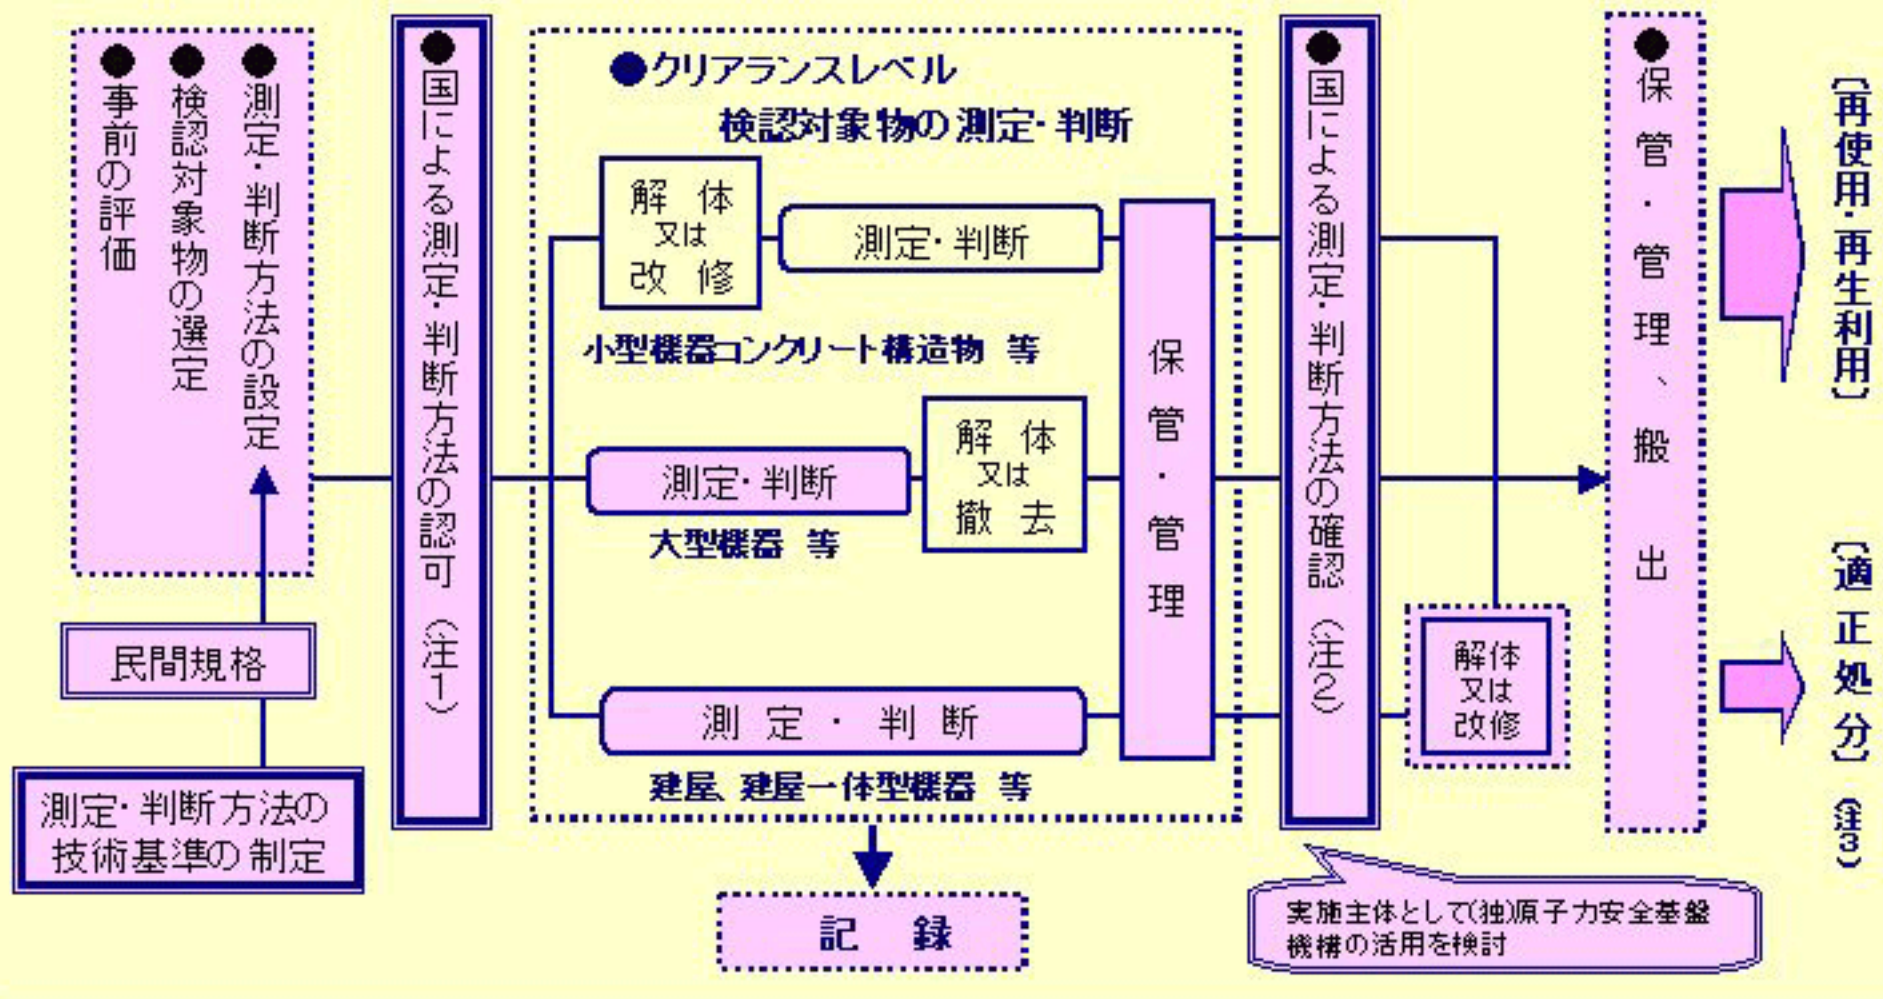 ●事前の評価
●検認対象物の選定
●測定・判断方法の設定
民間規格
測定・判断方法の
技術基準の制定
●国による測定・判断方法の認可（注１）
●クリアランスレベル
検認対象物の測定・判断
解体
又は
改修
測定・判断
小型機器コンクリート構造物 等
測定・判断
解体
又は
撤去
大型機器 等
測定・判断
建屋、建屋一体型機器 等
保管・管理
記録
●国による測定・判断方法の確認（注２）
実施主体として（独）原子力安全基盤
機構の活用を検討
解体
又は
改修
●保管・管理、搬出
〔再使用・再生利用〕
〔適正処分〕（注３）